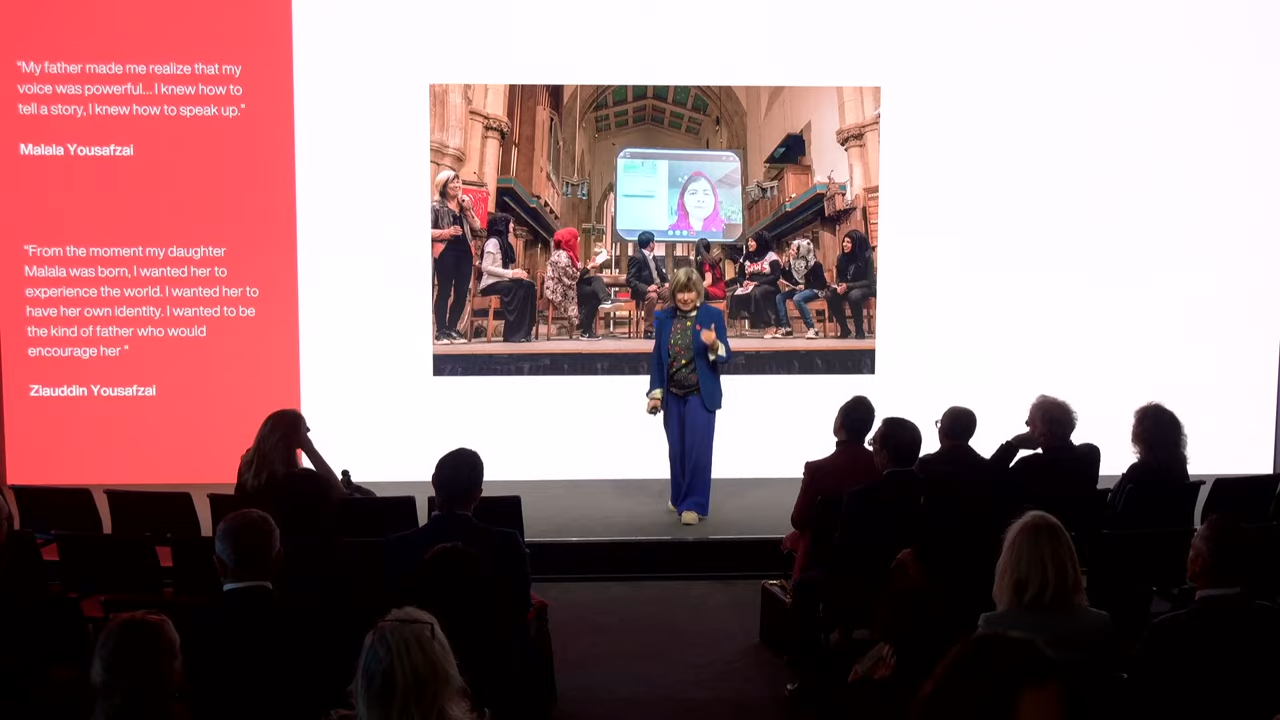 “My father made me realize that my
voice was powerful... I knew how to
tell a story, I knew how to speak up.”
Malala Yousafzai
“From the moment my daughter
Malala was born, I wanted her to
experience the world. I wanted her to
have her own identity. I wanted to be
the kind of father who would
encourage her “
Ziauddin Yousafzai